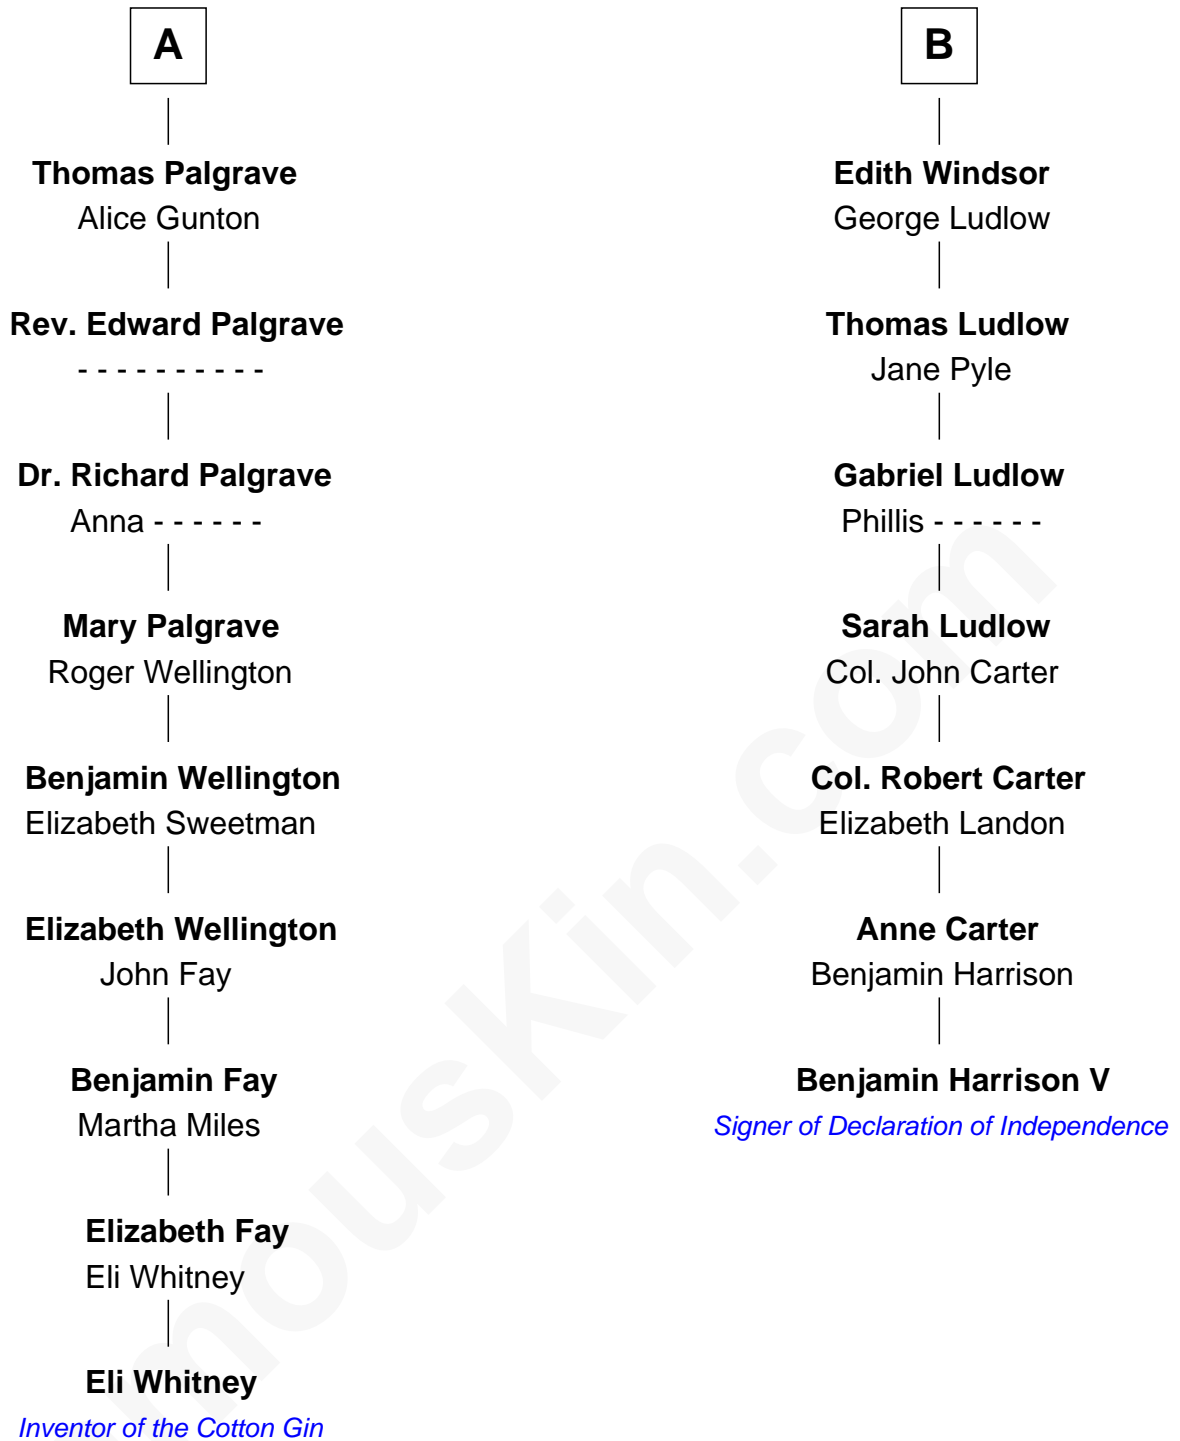 A
Thomas Palgrave
Alice Gunton
Rev. Edward Palgrave
- - - - - - - - - -
Dr. Richard Palgrave
Anna - - - - - -
Mary Palgrave
Roger Wellington
Benjamin Wellington
Elizabeth Sweetman
Elizabeth Wellington
John Fay
Benjamin Fay
Martha Miles
Elizabeth Fay
Eli Whitney
Eli Whitney
Inventor of the Cotton Gin
B
Edith Windsor
George Ludlow
Thomas Ludlow
Jane Pyle
Gabriel Ludlow
Phillis - - - - - -
Sarah Ludlow
Col. John Carter
Col. Robert Carter
Elizabeth Landon
Anne Carter
Benjamin Harrison
Benjamin Harrison V
Signer of Declaration of Independence
mousKin.com